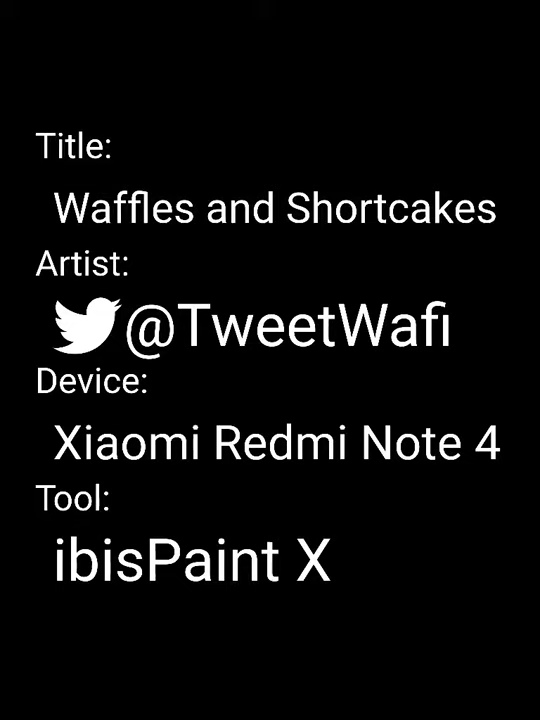 Title:
Waffles and Shortcakes
Artist:
@TweetWafi
Device:
Xiaomi Redmi Note 4
Tool:
ibisPaint X